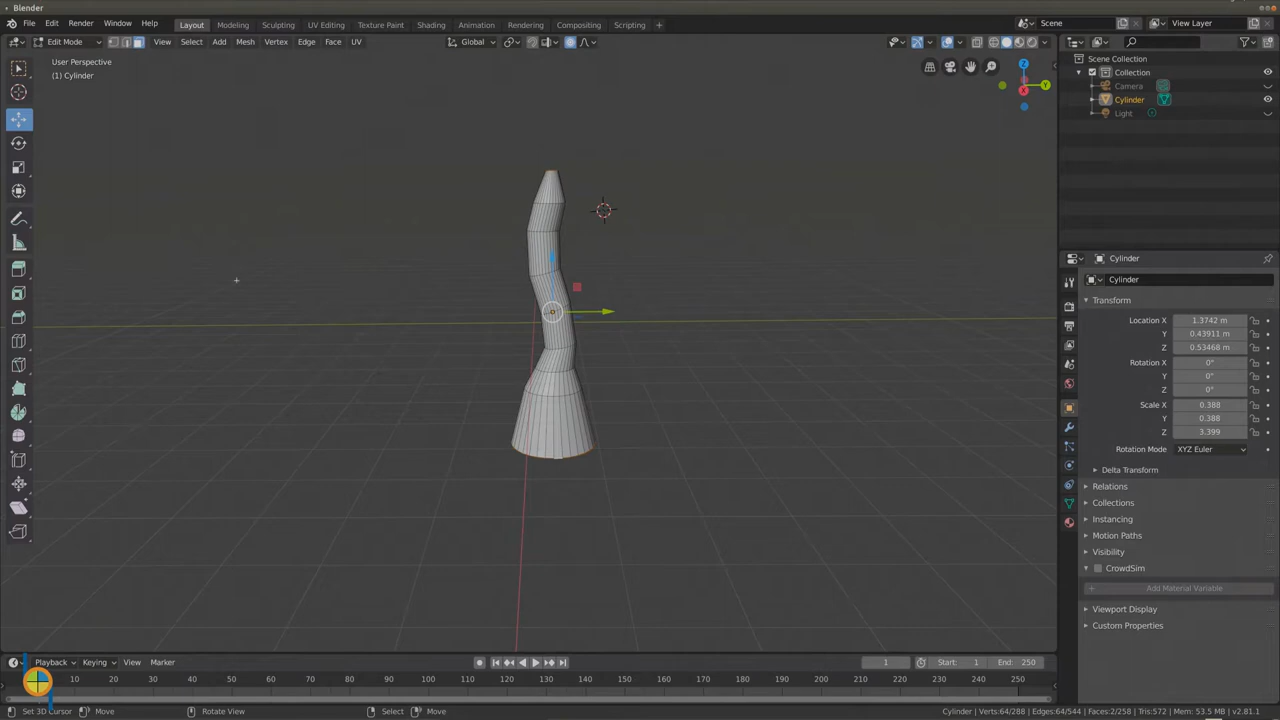 Blender
File Edit Render Window Help
Layout Modeling Sculpting UV Editing Texture Paint Shading Animation Rendering Compositing Scripting +
Scene
View Layer
Edit Mode
View Select Add Mesh Vertex Edge Face UV
Global
User Perspective
(1) Cylinder
Z
Y
X
Scene Collection
Collection
Camera
Cylinder
Light
Cylinder
Cylinder
Transform
Location X 1.3742 m
Y 0.43911 m
Z 0.53468 m
Rotation X 0°
Y 0°
Z 0°
Scale X 0.388
Y 0.388
Z 3.399
Rotation Mode XYZ Euler
Delta Transform
Relations
Collections
Instancing
Motion Paths
Visibility
CrowdSim
Add Material Variable
Viewport Display
Custom Properties
Playback Keying View Marker
1
Start: 1
End: 250
10 20 30 40 50 60 70 80 90 100 110 120 130 140 150 160 170 180 190 200 210 220 230 240 250
Set 3D Cursor Move Rotate View Select Move
Cylinder | Verts:64/288 | Edges:64/544 | Faces:2/258 | Tris:572 | Mem: 53.5 MB | v2.81.1